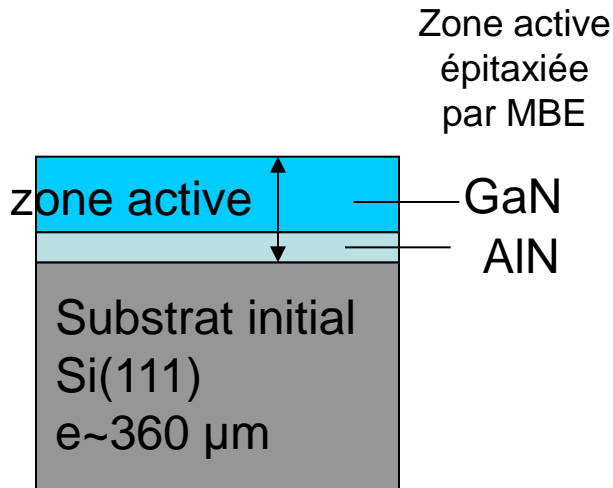 Zone active
épitaxiée
par MBE
zone active
GaN
AlN
Substrat initial
Si(111)
e~360 µm